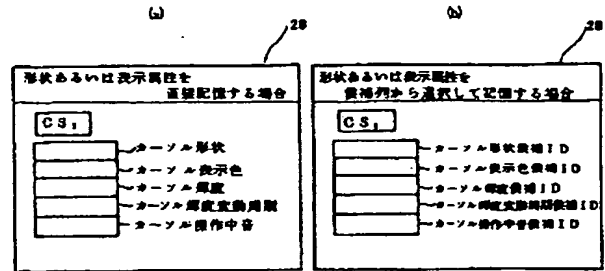 (a)
28
形状あるいは表示属性を
直接記憶する場合
CS₁
カーソル形状
カーソル表示色
カーソル輝度
カーソル輝度変動周期
カーソル操作中音
(b)
28
形状あるいは表示属性を
候補列から選択して記憶する場合
CS₁
カーソル形状候補ID
カーソル表示色候補ID
カーソル輝度候補ID
カーソル輝度変動周期候補ID
カーソル操作中音候補ID